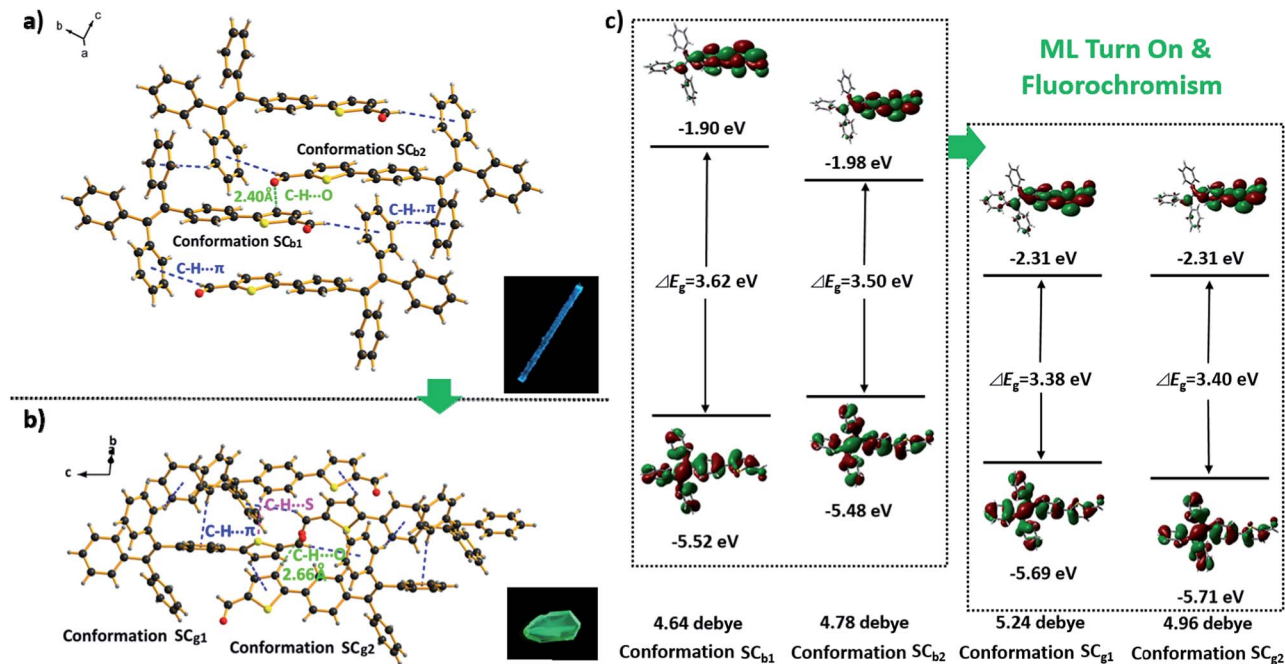 a)
c
b
a
Conformation SCb2
2.40Å C-H···O
C-H···π
Conformation SCb1
C-H···π
b)
b
c
C-H···S
C-H···π
C-H···O
2.66Å
Conformation SCg1
Conformation SCg2
c)
ML Turn On &
Fluorochromism
-1.90 eV
-1.98 eV
-2.31 eV
-2.31 eV
⊿Eg=3.62 eV
⊿Eg=3.50 eV
⊿Eg=3.38 eV
⊿Eg=3.40 eV
-5.52 eV
-5.48 eV
-5.69 eV
-5.71 eV
4.64 debye
Conformation SCb1
4.78 debye
Conformation SCb2
5.24 debye
Conformation SCg1
4.96 debye
Conformation SCg2